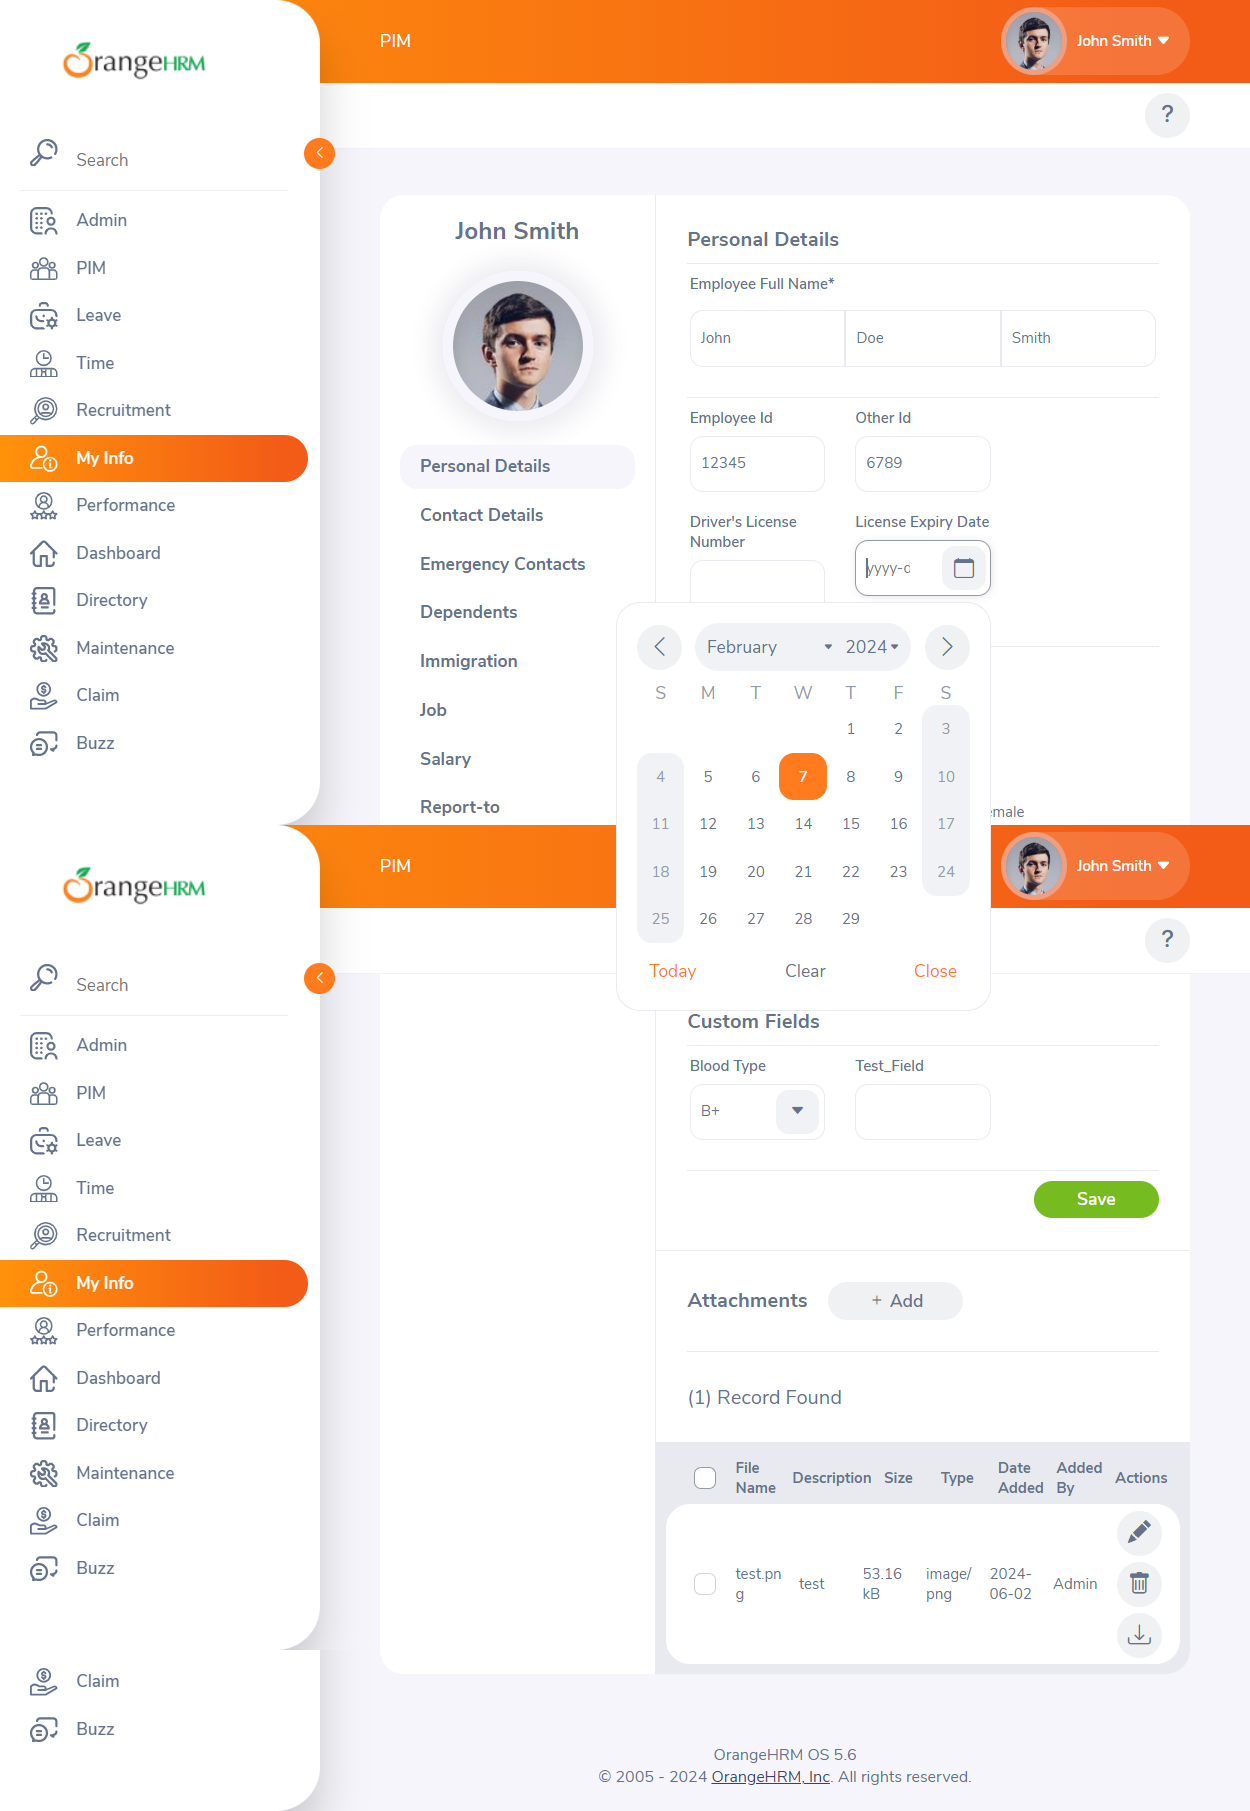 OrangeHRM
PIM
John Smith
?
Search
Admin
PIM
Leave
Time
Recruitment
My Info
Performance
Dashboard
Directory
Maintenance
Claim
Buzz
John Smith
Personal Details
Contact Details
Emergency Contacts
Dependents
Immigration
Job
Salary
Report-to
Personal Details
Employee Full Name*
John Doe Smith
Employee Id Other Id
12345 6789
Driver's License Number License Expiry Date
yyyy-d
February 2024
S M T W T F S
1 2 3
4 5 6 7 8 9 10
11 12 13 14 15 16 17
18 19 20 21 22 23 24
25 26 27 28 29
Today Clear Close
emale
OrangeHRM
PIM
John Smith
?
Search
Admin
PIM
Leave
Time
Recruitment
My Info
Performance
Dashboard
Directory
Maintenance
Claim
Buzz
Custom Fields
Blood Type Test_Field
B+
Save
Attachments + Add
(1) Record Found
File Name Description Size Type Date Added Added By Actions
test.png test 53.16 kB image/png 2024-06-02 Admin
Claim
Buzz
OrangeHRM OS 5.6
© 2005 - 2024 OrangeHRM, Inc. All rights reserved.